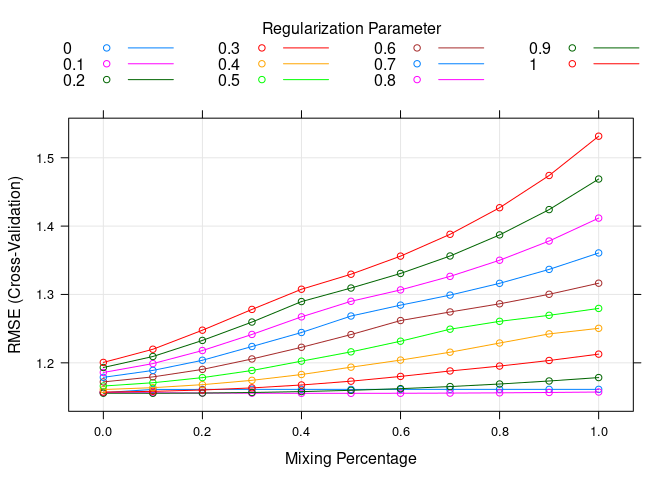 Regularization Parameter
0 0.3 0.6 0.9
0.1 0.4 0.7 1
0.2 0.5 0.8
RMSE (Cross-Validation)
1.5
1.4
1.3
1.2
0.0 0.2 0.4 0.6 0.8 1.0
Mixing Percentage